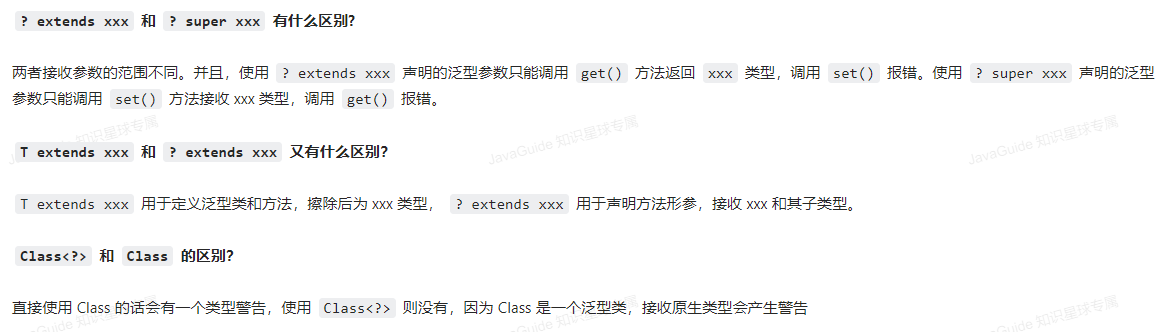 ? extends xxx 和 ? super xxx 有什么区别?
两者接收参数的范围不同。并且，使用 ? extends xxx 声明的泛型参数只能调用 get() 方法返回 xxx 类型，调用 set() 报错。使用 ? super xxx 声明的泛型
参数只能调用 set() 方法接收 xxx 类型，调用 get() 报错。
JavaGuide 知识星球专属
JavaGuide 知识星球专属
JavaGuide 知识星球专属
T extends xxx 和 ? extends xxx 又有什么区别?
T extends xxx 用于定义泛型类和方法，擦除后为 xxx 类型， ? extends xxx 用于声明方法形参，接收 xxx 和其子类型。
Class<?> 和 Class 的区别?
直接使用 Class 的话会有一个类型警告，使用 Class<?> 则没有，因为 Class 是一个泛型类，接收原生类型会产生警告
JavaGuide 知识星球专属
JavaGuide 知识星球专属
JavaGuide 知识星球专属